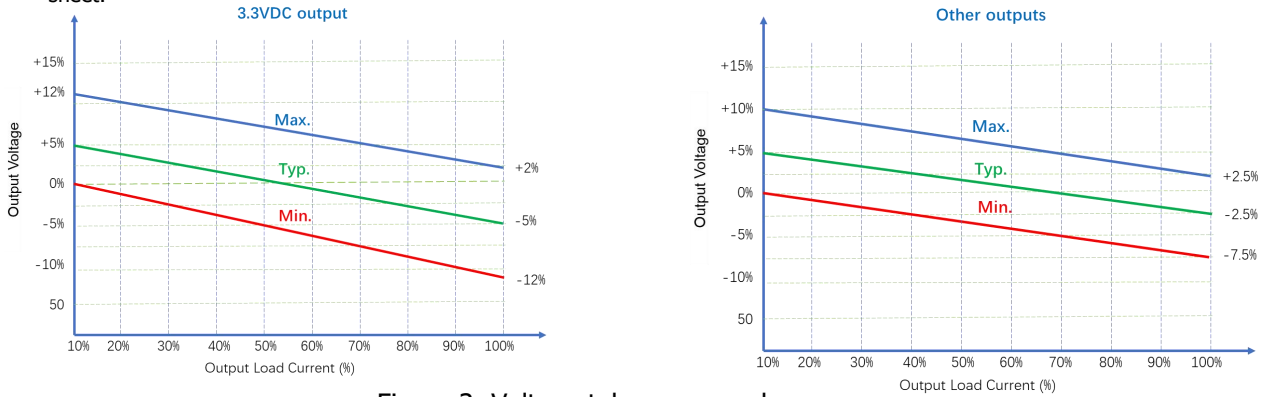 sheet.
3.3VDC output
Output Voltage
+15%
+12%
+5%
0%
-5%
-10%
50
Max.
Typ.
Min.
+2%
-5%
-12%
10% 20% 30% 40% 50% 60% 70% 80% 90% 100%
Output Load Current (%)
Other outputs
Output Voltage
+15%
+10%
+5%
0%
-5%
-10%
50
Max.
Typ.
Min.
+2.5%
-2.5%
-7.5%
10% 20% 30% 40% 50% 60% 70% 80% 90% 100%
Output Load Current (%)